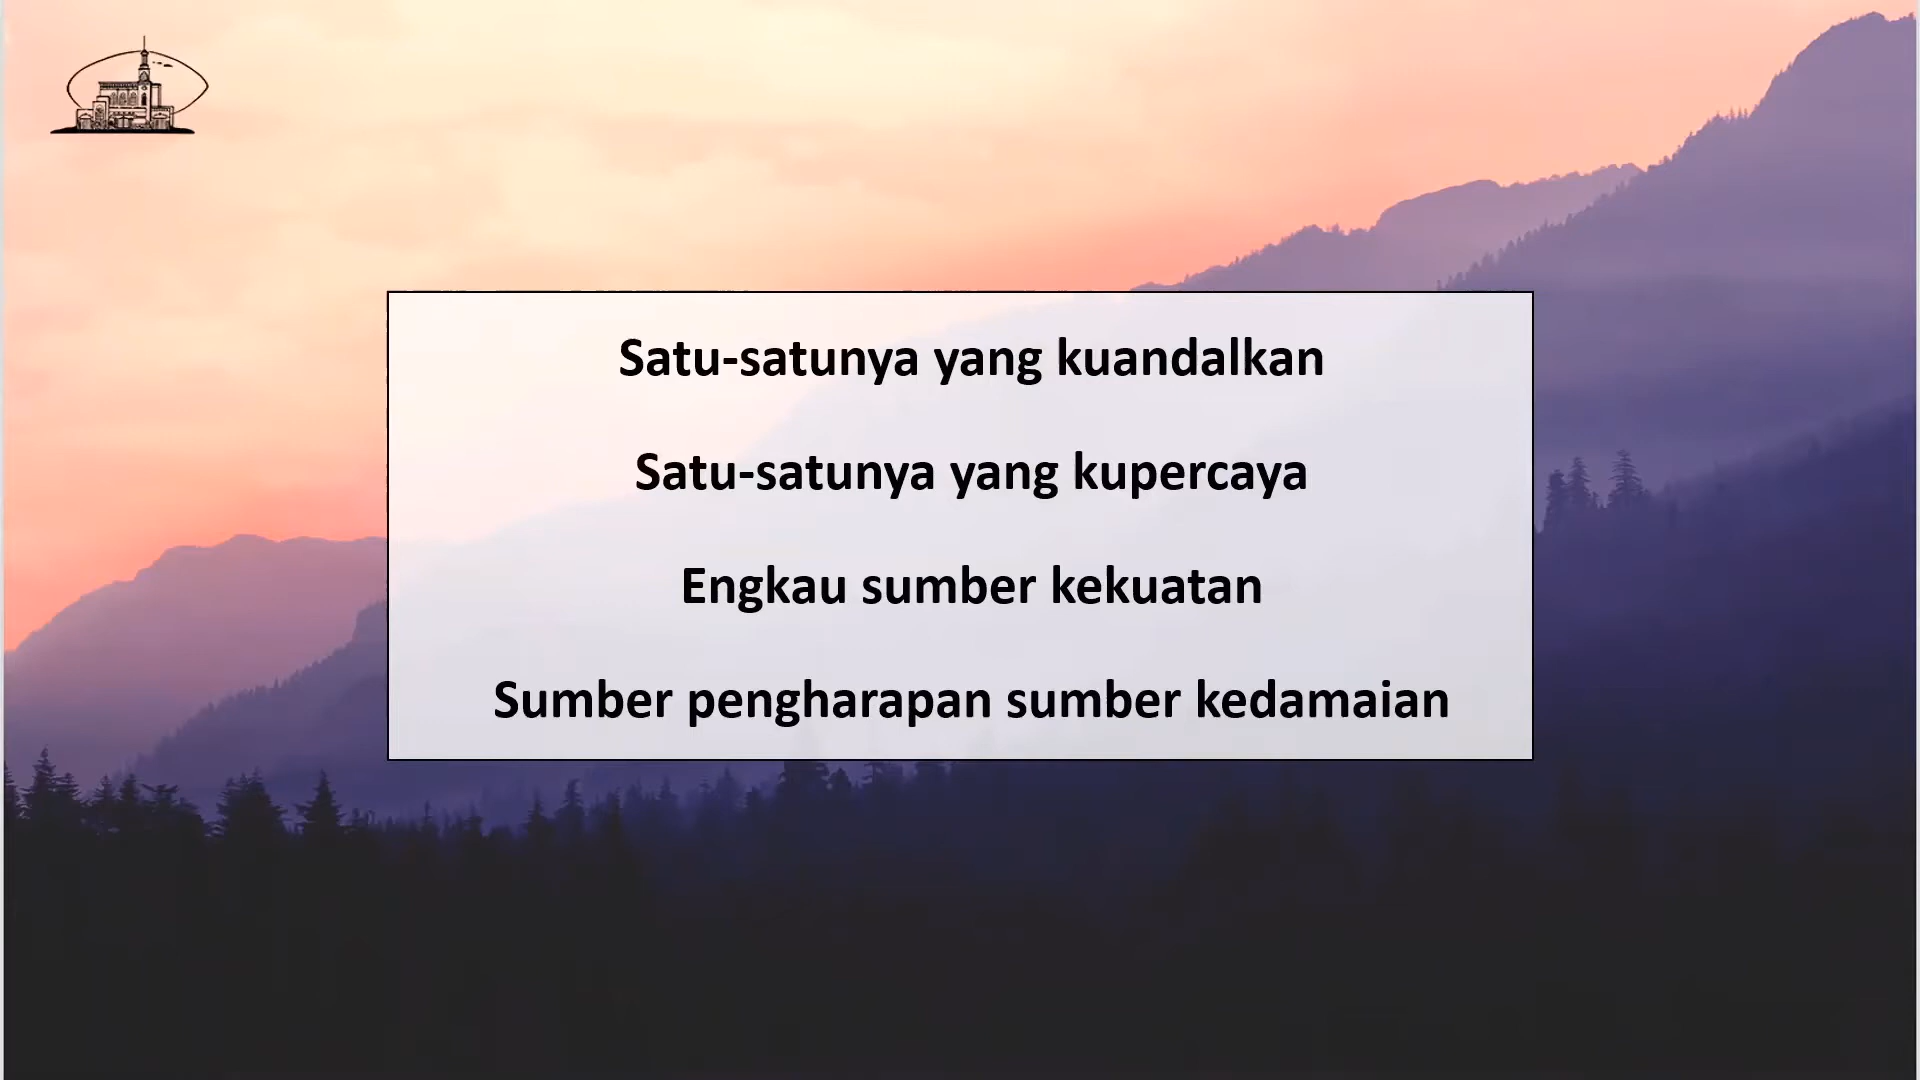 Satu-satunya yang kuandalkan
Satu-satunya yang kupercaya
Engkau sumber kekuatan
Sumber pengharapan sumber kedamaian